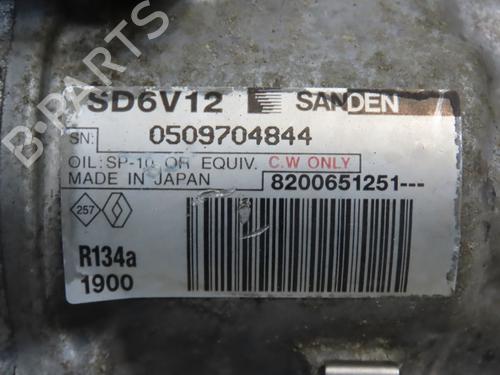 SD6V12 SANDEN
SN: 0509704844
OIL: SP-10 OR EQUIV. C.W ONLY
MADE IN JAPAN 8200651251---
257
R134a
1900
B-PARTS